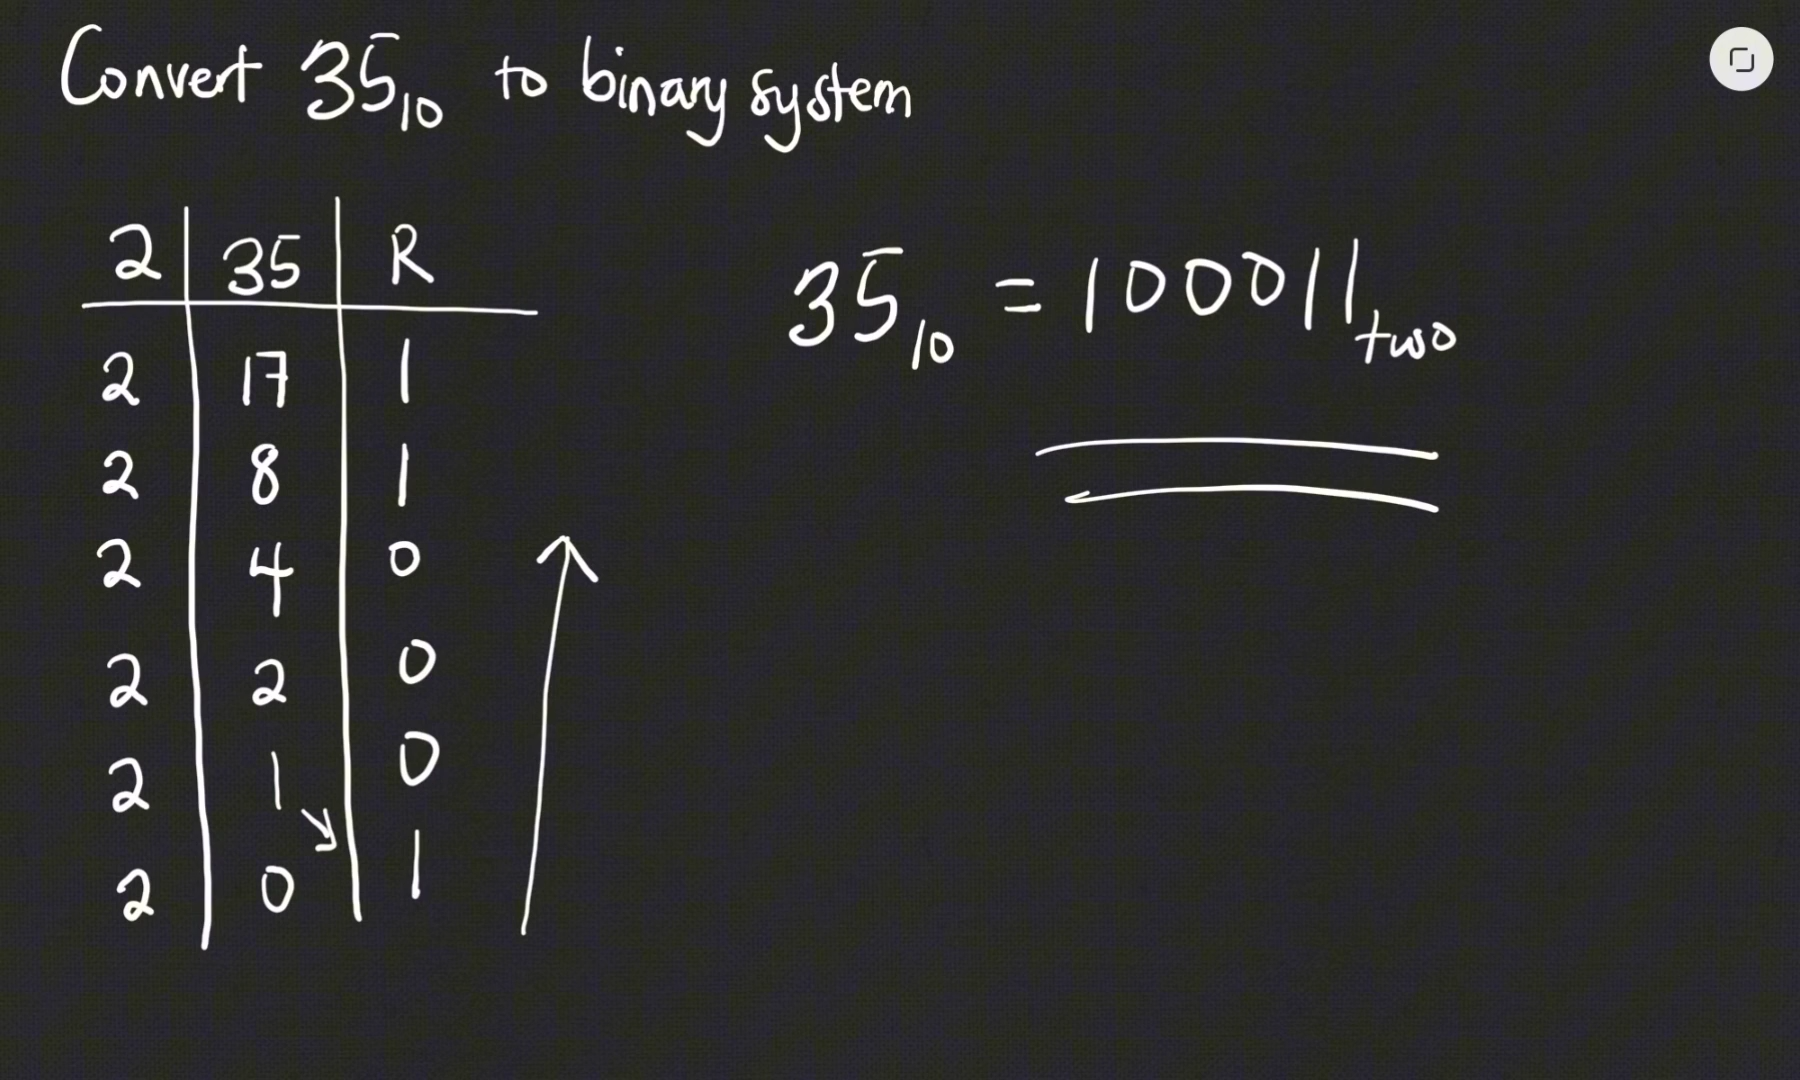 Convert 35₁₀ to binary system
2 35 R
2 17 1
2 8 1
2 4 0
2 2 0
2 1 0
2 0 1
35₁₀ = 100011two